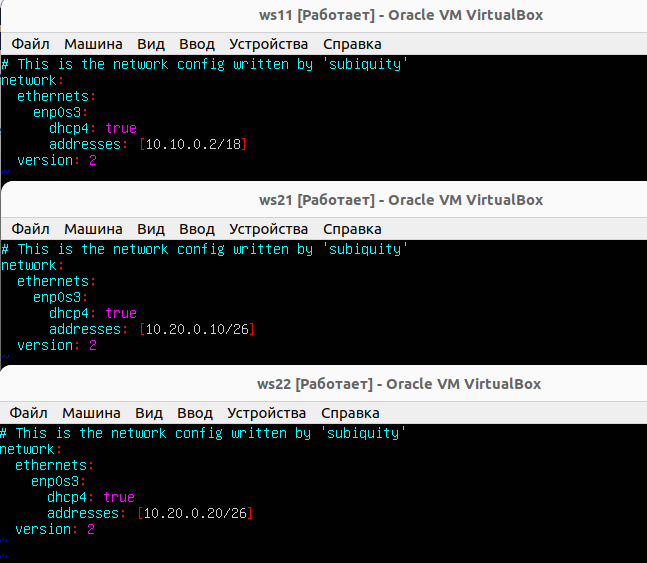 ws11 [Работает] - Oracle VM VirtualBox
Файл Машина Вид Ввод Устройства Справка
# This is the network config written by 'subiquity'
network:
  ethernets:
    enp0s3:
      dhcp4: true
      addresses: [10.10.0.2/18]
  version: 2
~
ws21 [Работает] - Oracle VM VirtualBox
Файл Машина Вид Ввод Устройства Справка
# This is the network config written by 'subiquity'
network:
  ethernets:
    enp0s3:
      dhcp4: true
      addresses: [10.20.0.10/26]
  version: 2
~
ws22 [Работает] - Oracle VM VirtualBox
Файл Машина Вид Ввод Устройства Справка
# This is the network config written by 'subiquity'
network:
  ethernets:
    enp0s3:
      dhcp4: true
      addresses: [10.20.0.20/26]
  version: 2
~
~